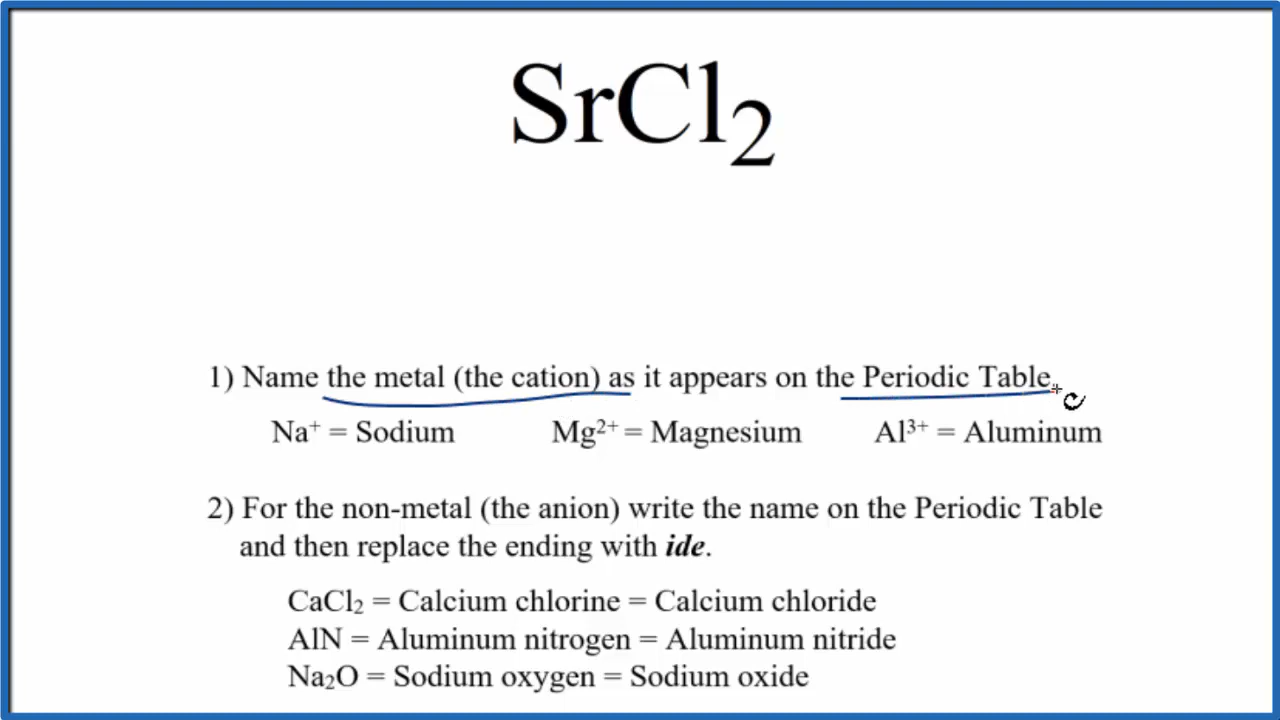 SrCl₂
1) Name the metal (the cation) as it appears on the Periodic Table.
Na⁺ = Sodium Mg²⁺ = Magnesium Al³⁺ = Aluminum
2) For the non-metal (the anion) write the name on the Periodic Table
and then replace the ending with ide.
CaCl₂ = Calcium chlorine = Calcium chloride
AlN = Aluminum nitrogen = Aluminum nitride
Na₂O = Sodium oxygen = Sodium oxide